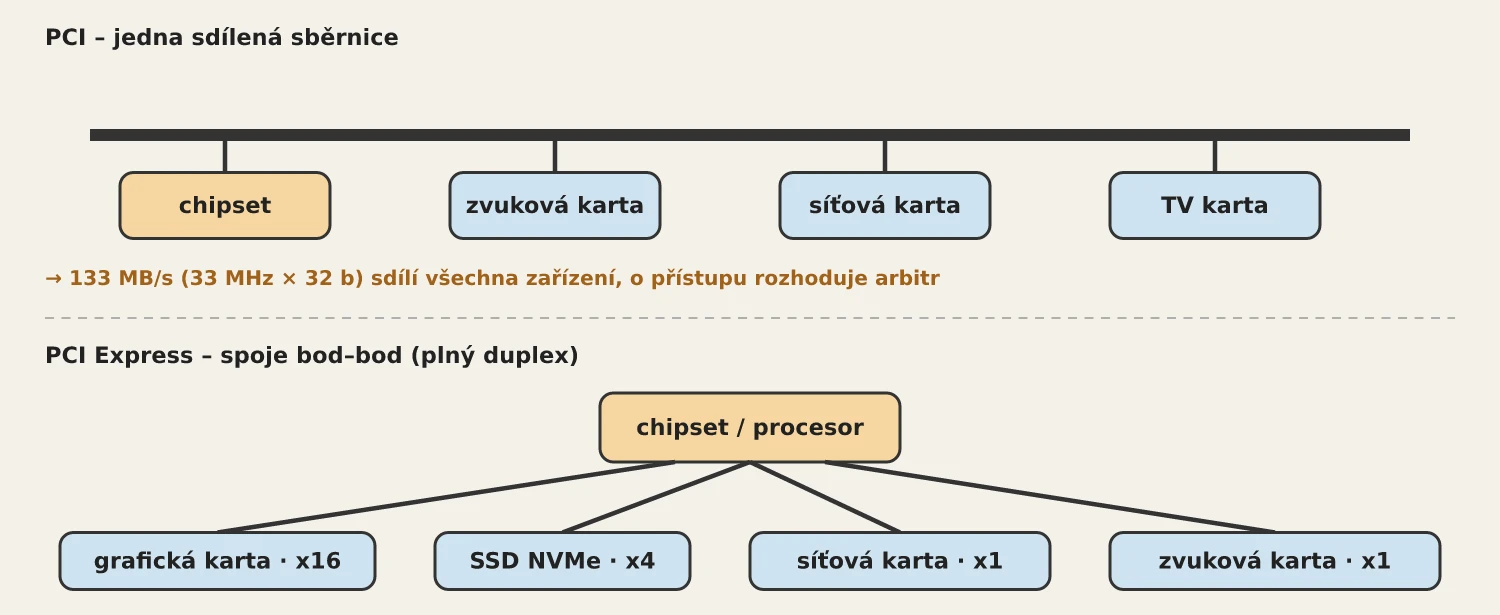 PCI – jedna sdílená sběrnice
chipset
zvuková karta
síťová karta
TV karta
→ 133 MB/s (33 MHz × 32 b) sdílí všechna zařízení, o přístupu rozhoduje arbitr
PCI Express – spoje bod–bod (plný duplex)
chipset / procesor
grafická karta · x16
SSD NVMe · x4
síťová karta · x1
zvuková karta · x1